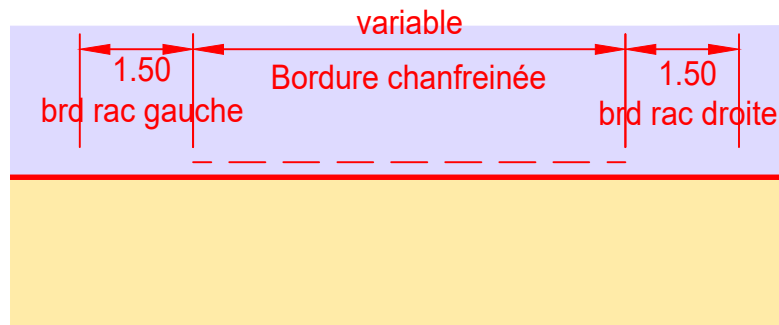 variable
1.50
Bordure chanfreinée
1.50
brd rac gauche
brd rac droite